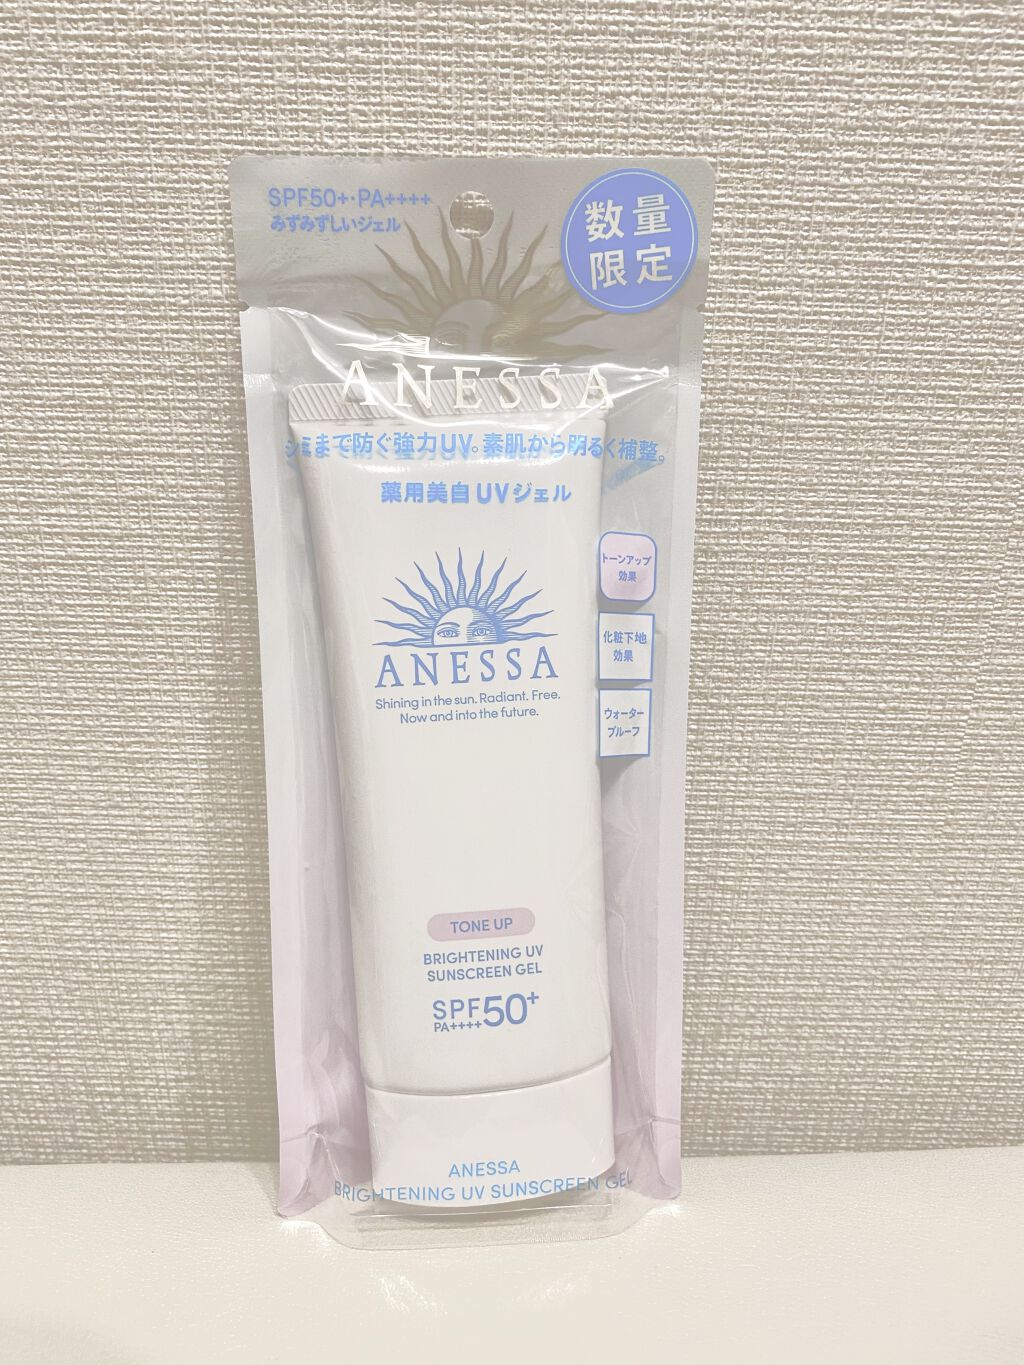 SPF50+・PA++++
みずみずしいジェル
数量
限定
ANESSA
シミまで防ぐ強力UV。素肌から明るく補整。
薬用美白UVジェル
トーンアップ
効果
ANESSA
Shining in the sun. Radiant. Free.
Now and into the future.
化粧下地
効果
ウォーター
プルーフ
TONE UP
BRIGHTENING UV
SUNSCREEN GEL
SPF50+
PA++++
ANESSA
BRIGHTENING UV SUNSCREEN GEL